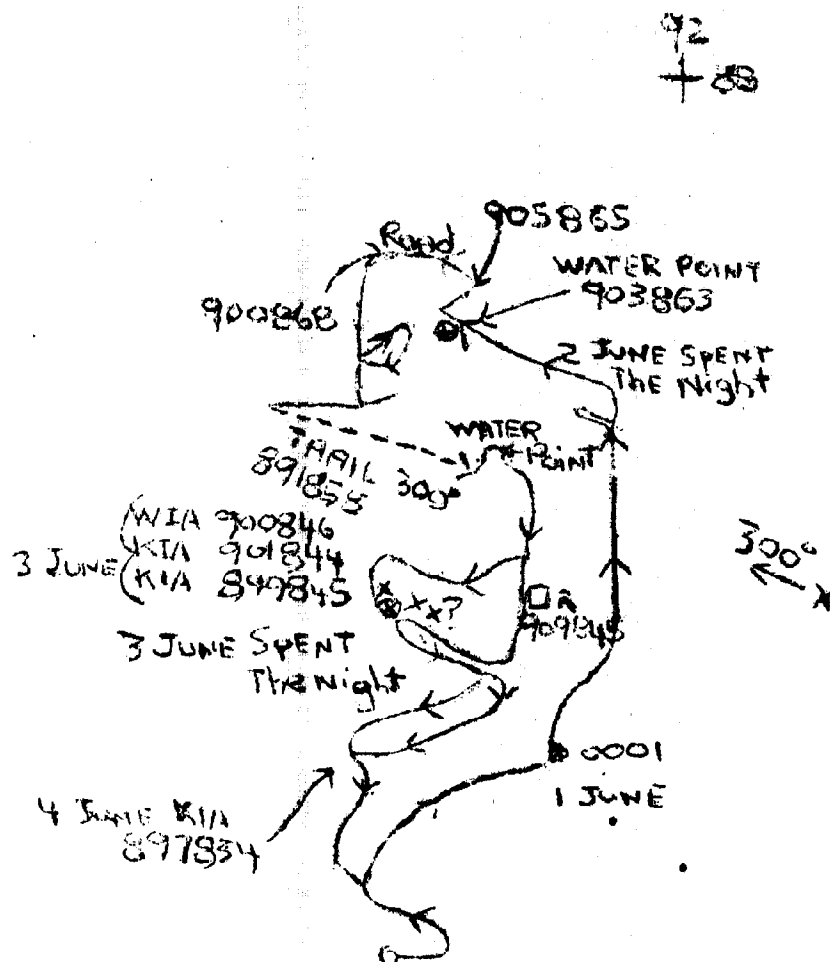 92
88
905865
Road
WATER POINT
903863
900868
2 JUNE SPENT
THE NIGHT
WATER
POINT
TRAIL
891858
300°
WIA 900846
KIA 901844
3 JUNE
KIA 899845
300°
?
909845
3 JUNE SPENT
THE NIGHT
0001
1 JUNE
4 JUNE KIA
897834